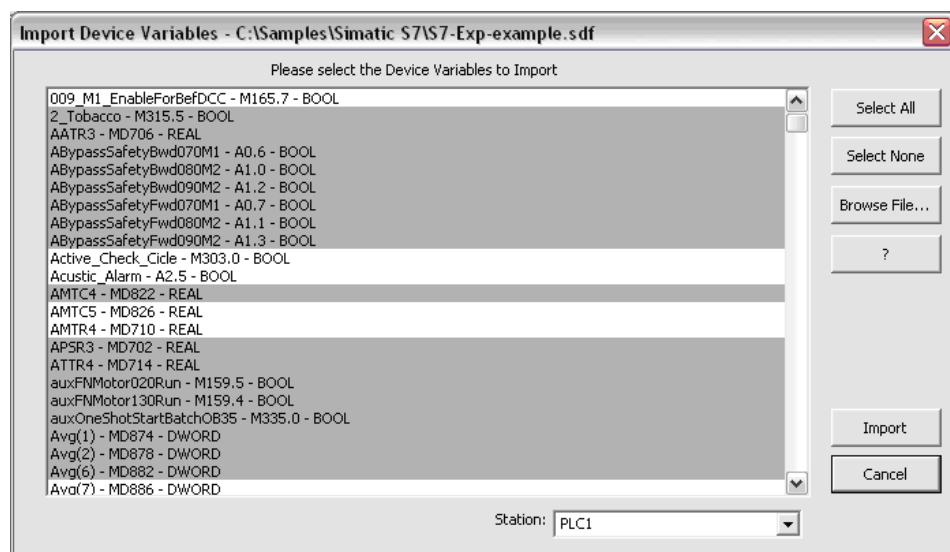 Import Device Variables - C:\Samples\Simatic S7\S7-Exp-example.sdf
Please select the Device Variables to Import
009_M1_EnableForBefDCC - M165.7 - BOOL
2_Tobacco - M315.5 - BOOL
AATR3 - MD706 - REAL
ABypassSafetyBwd070M1 - A0.6 - BOOL
ABypassSafetyBwd080M2 - A1.0 - BOOL
ABypassSafetyBwd090M2 - A1.2 - BOOL
ABypassSafetyFwd070M1 - A0.7 - BOOL
ABypassSafetyFwd080M2 - A1.1 - BOOL
ABypassSafetyFwd090M2 - A1.3 - BOOL
Active_Check_Cicle - M303.0 - BOOL
Acustic_Alarm - A2.5 - BOOL
AMTC4 - MD822 - REAL
AMTC5 - MD826 - REAL
AMTR4 - MD710 - REAL
APSR3 - MD702 - REAL
ATTR4 - MD714 - REAL
auxFNMotor020Run - M159.5 - BOOL
auxFNMotor130Run - M159.4 - BOOL
auxOneShotStartBatchOB35 - M335.0 - BOOL
Avg(1) - MD874 - DWORD
Avg(2) - MD878 - DWORD
Avg(6) - MD882 - DWORD
Avg(7) - MD886 - DWORD
Select All
Select None
Browse File...
?
Import
Cancel
Station: PLC1